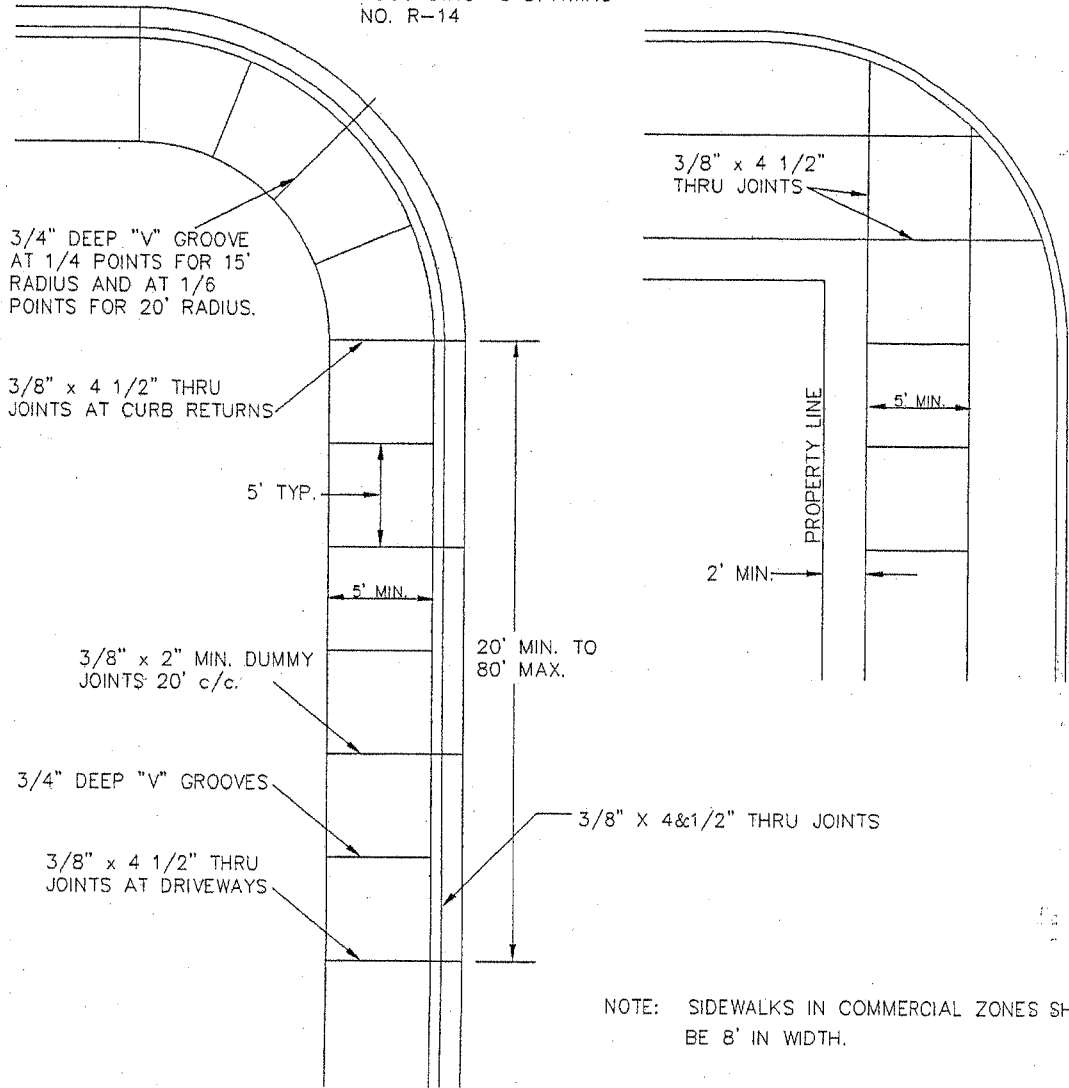 NO. R-14
3/8" x 4 1/2"
THRU JOINTS
3/4" DEEP "V" GROOVE
AT 1/4 POINTS FOR 15'
RADIUS AND AT 1/6
POINTS FOR 20' RADIUS.
3/8" x 4 1/2" THRU
JOINTS AT CURB RETURNS
5' TYP.
5' MIN.
3/8" x 2" MIN. DUMMY
JOINTS 20' c/c.
20' MIN. TO
80' MAX.
3/4" DEEP "V" GROOVES
3/8" x 4 1/2" THRU
JOINTS AT DRIVEWAYS
3/8" X 4&1/2" THRU JOINTS
5' MIN.
PROPERTY LINE
2' MIN.
NOTE: SIDEWALKS IN COMMERCIAL ZONES SH
BE 8' IN WIDTH.